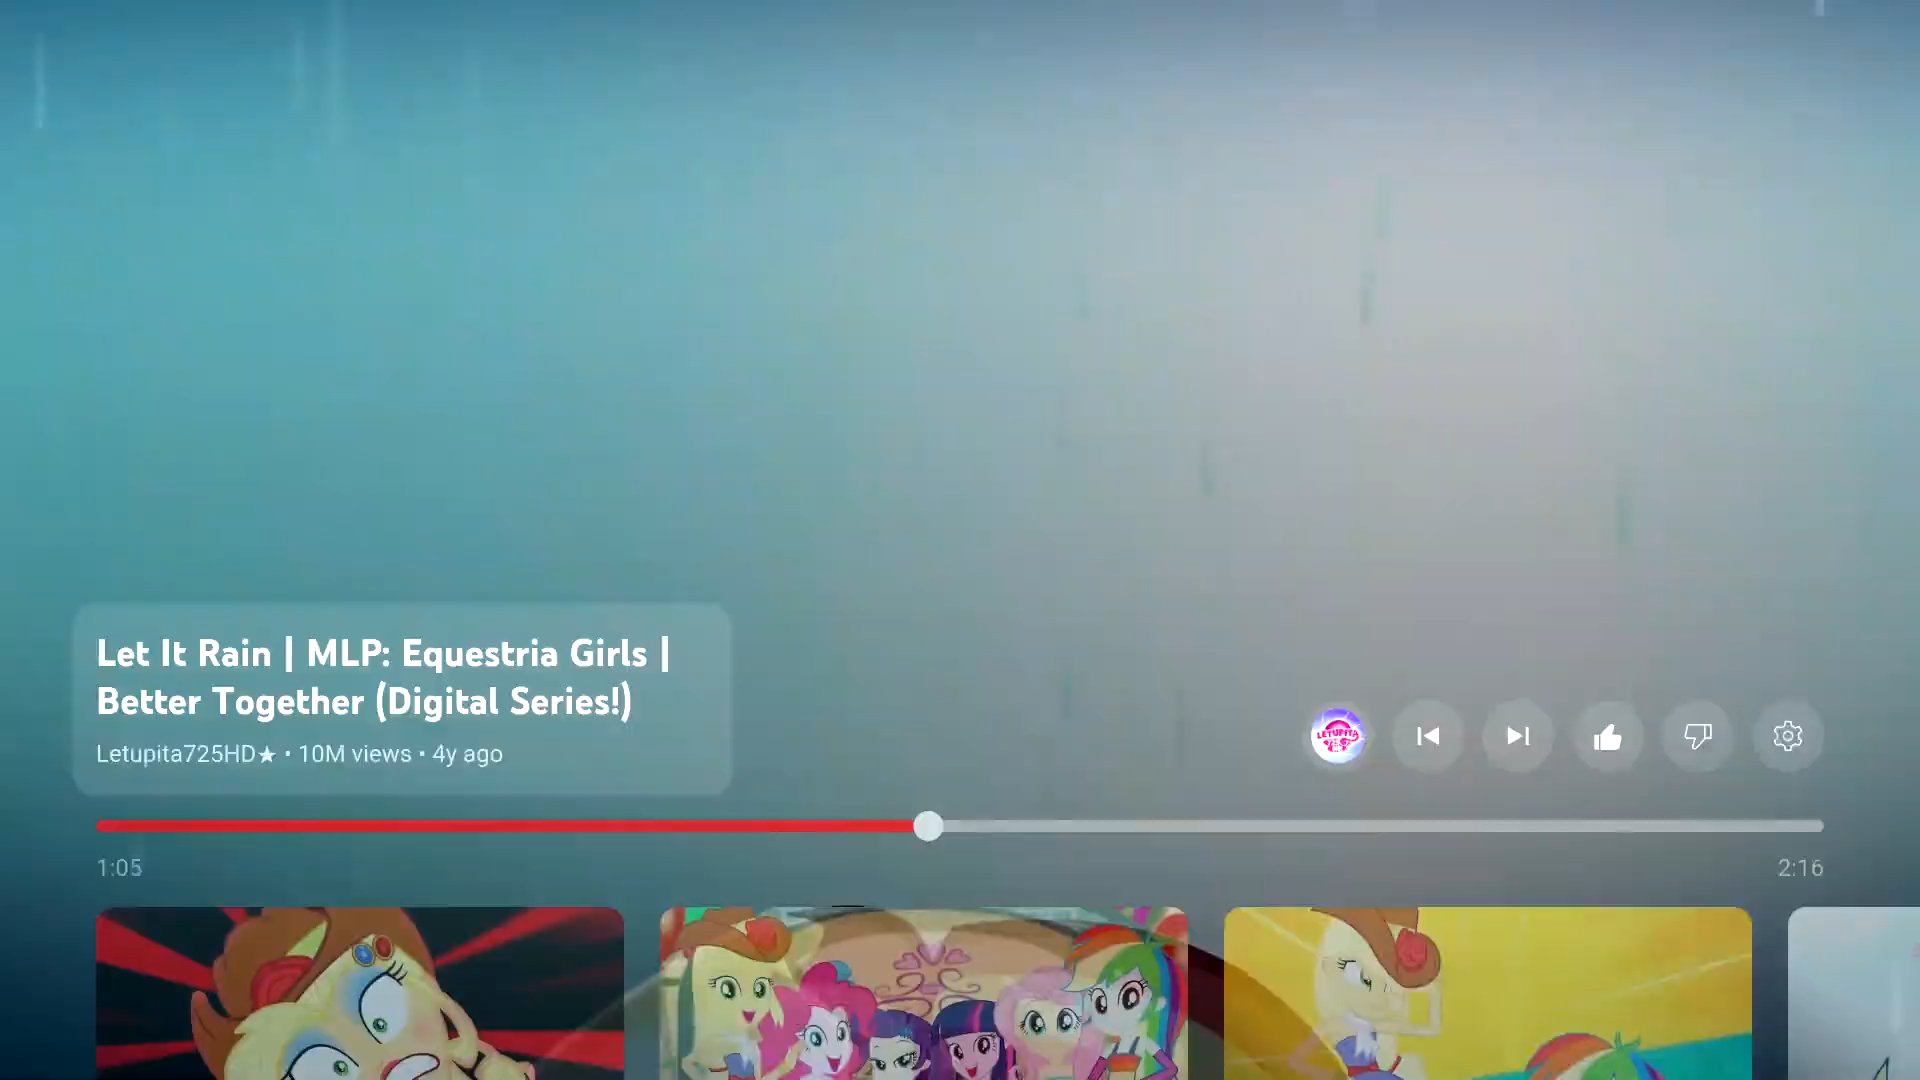 Let It Rain | MLP: Equestria Girls |
Better Together (Digital Series!)
Letupita725HD★ • 10M views • 4y ago
LETUPITA
1:05
2:16